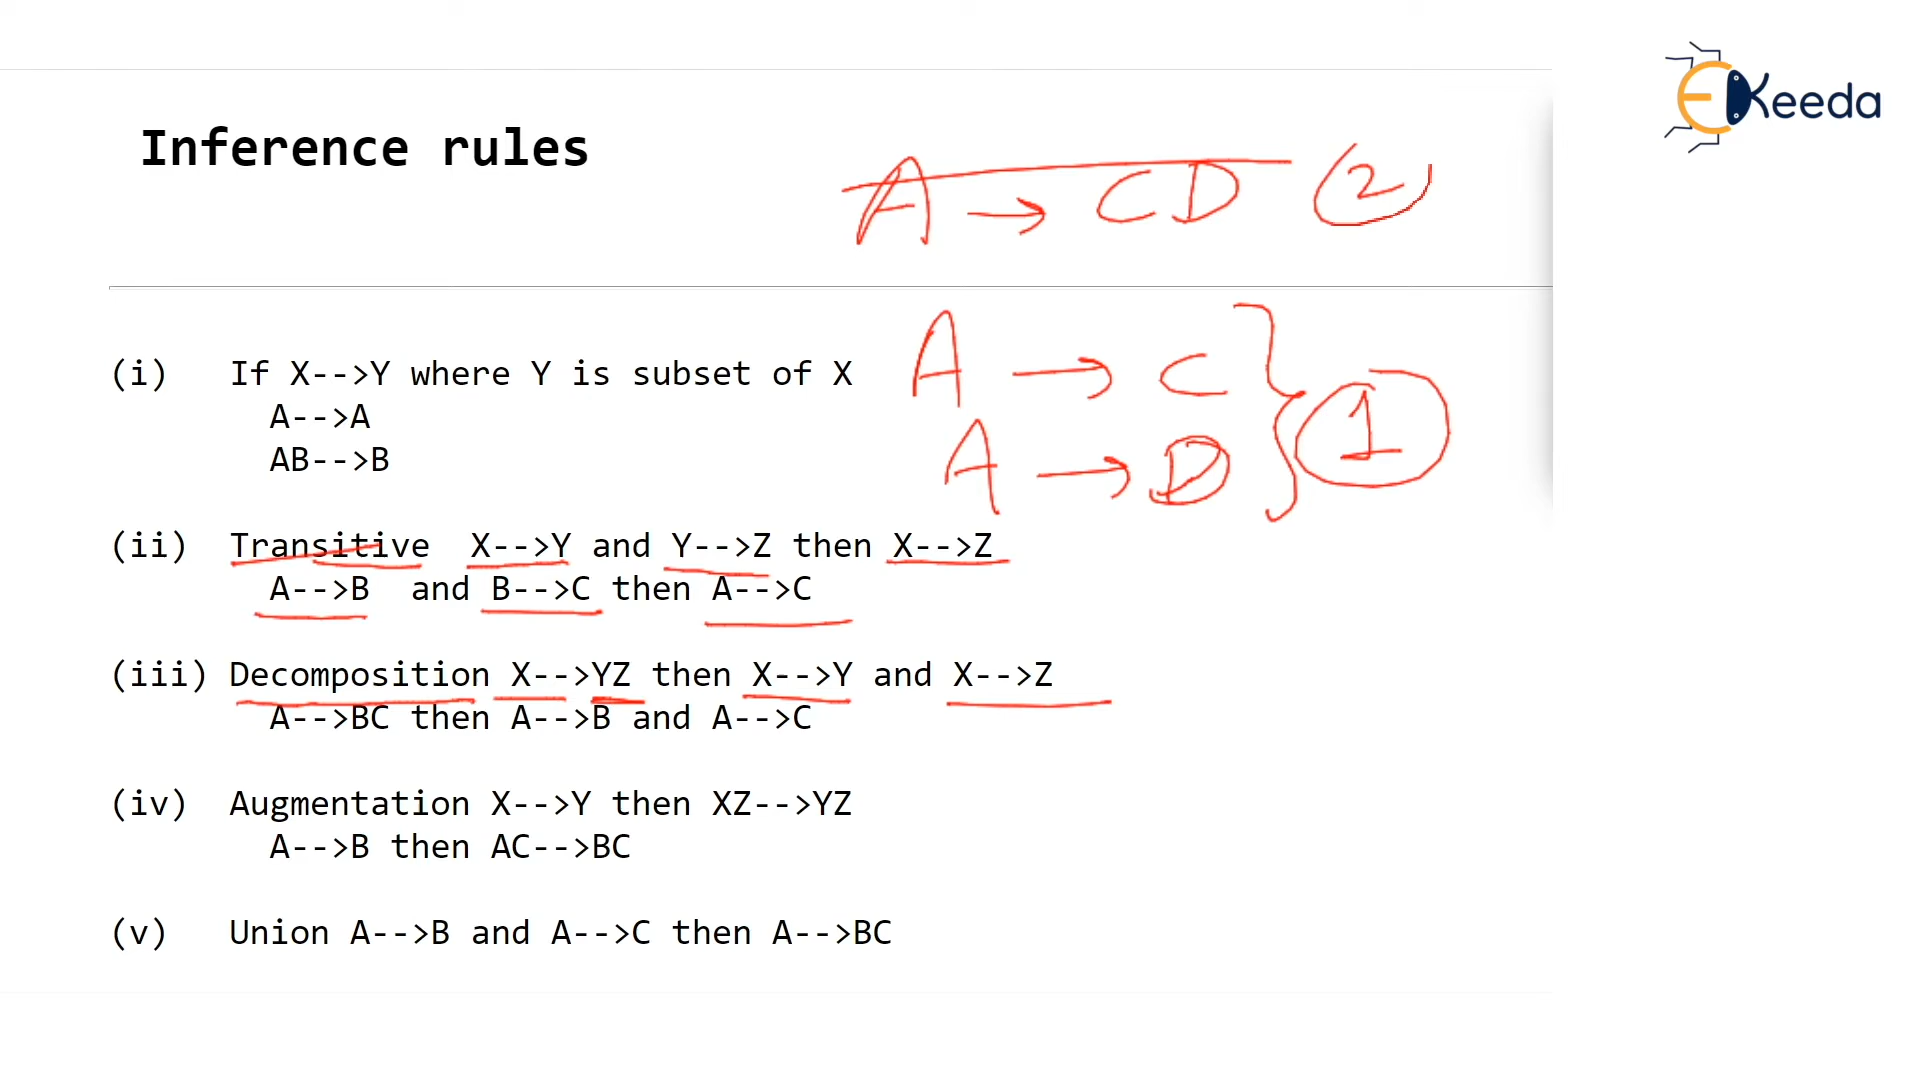 EKeeda
Inference rules
A → CD 2
A → C
A → D
1
(i) If X-->Y where Y is subset of X
A-->A
AB-->B
(ii) Transitive X-->Y and Y-->Z then X-->Z
A-->B and B-->C then A-->C
(iii) Decomposition X-->YZ then X-->Y and X-->Z
A-->BC then A-->B and A-->C
(iv) Augmentation X-->Y then XZ-->YZ
A-->B then AC-->BC
(v) Union A-->B and A-->C then A-->BC